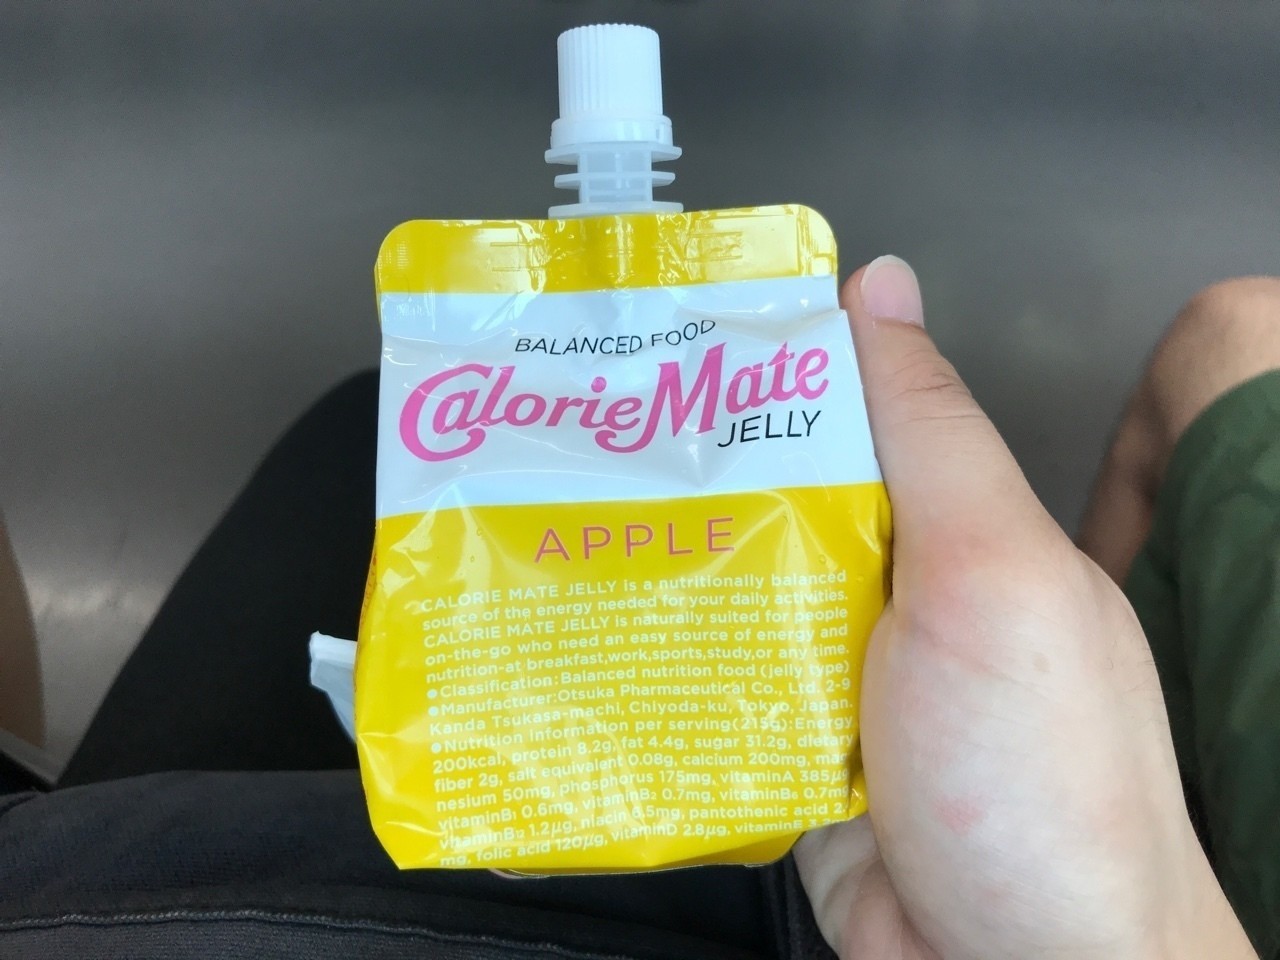 BALANCED FOOD
CalorieMate
JELLY
APPLE
CALORIE MATE JELLY is a nutritionally balanced
source of the energy needed for your daily activities.
CALORIE MATE JELLY is naturally suited for people
on-the-go who need an easy source of energy and
nutrition-at breakfast,work,sports,study,or any time.
●Classification:Balanced nutrition food (jelly type)
●Manufacturer:Otsuka Pharmaceutical Co., Ltd. 2-9
Kanda Tsukasa-machi, Chiyoda-ku, Tokyo, Japan.
●Nutrition Information per serving(215g):Energy
200kcal, protein 8.2g, fat 4.4g, sugar 31.2g, dietary
fiber 2g, salt equivalent 0.08g, calcium 200mg, mag
nesium 50mg, phosphorus 175mg, vitaminA 385μg
vitaminB₁ 0.6mg, vitaminB₂ 0.7mg, vitaminB₆ 0.7mg
vitaminB₁₂ 1.2μg, niacin 6.5mg, pantothenic acid
mg, folic acid 120μg, vitaminD 2.8μg, vitaminE